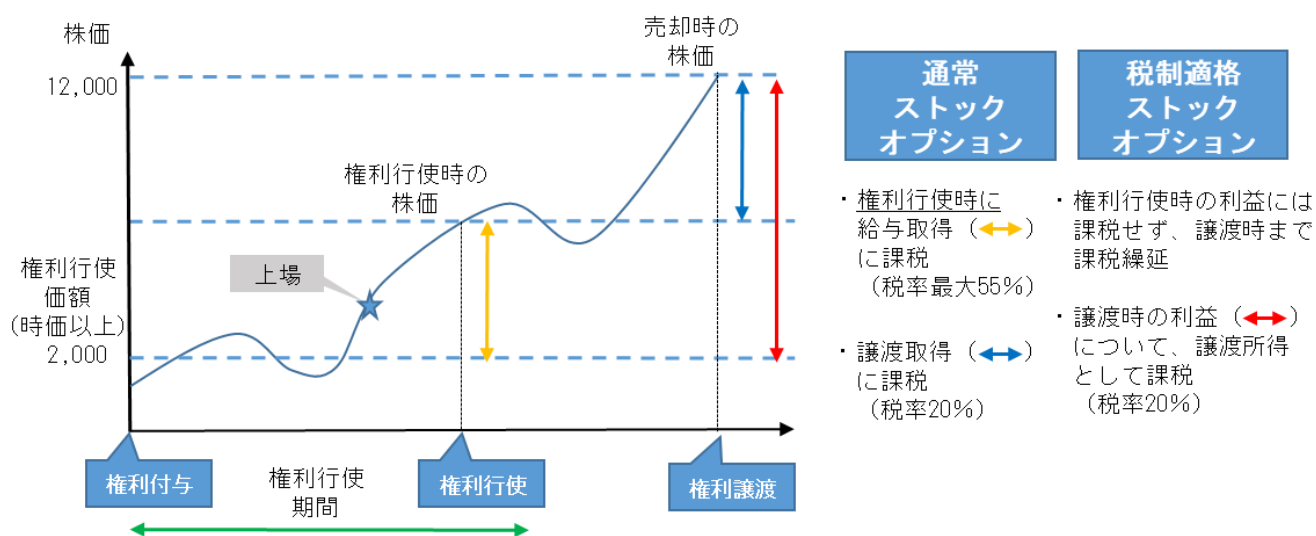 株価
12,000
権利行使
価額
(時価以上)
2,000
上場
権利行使時の
株価
売却時の
株価
権利付与
権利行使
期間
権利行使
権利譲渡
通常
ストック
オプション
・権利行使時に
給与取得（↔）
に課税
（税率最大55%）
・譲渡取得（↔）
に課税
（税率20%）
税制適格
ストック
オプション
・権利行使時の利益には
課税せず、譲渡時まで
課税繰延
・譲渡時の利益（↔）
について、譲渡所得
として課税
（税率20%）